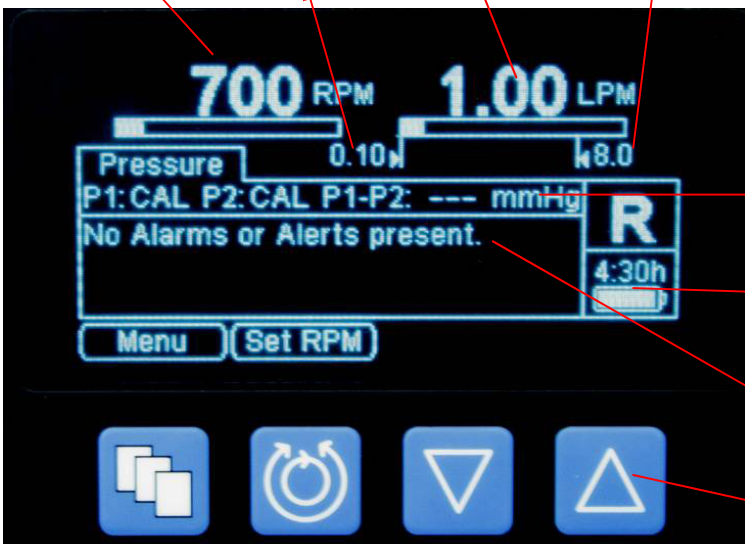 700 RPM 1.00 LPM
0.10 8.0
Pressure
P1:CAL P2:CAL P1-P2: --- mmHg
R
No Alarms or Alerts present.
4:30h
Menu Set RPM